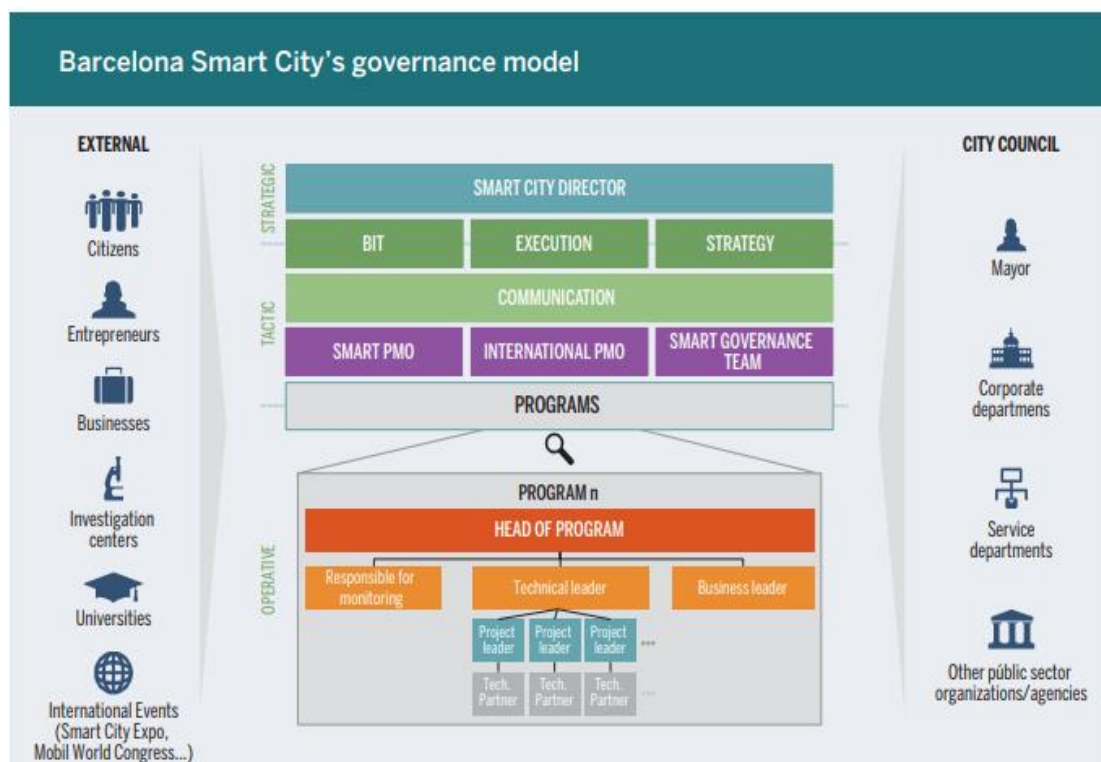 Barcelona Smart City's governance model
EXTERNAL
Citizens
Entrepreneurs
Businesses
Investigation
centers
Universities
International Events
(Smart City Expo,
Mobil World Congress...)
STRATEGIC
SMART CITY DIRECTOR
BIT
EXECUTION
STRATEGY
TACTIC
COMMUNICATION
SMART PMO
INTERNATIONAL PMO
SMART GOVERNANCE
TEAM
PROGRAMS
OPERATIVE
PROGRAM n
HEAD OF PROGRAM
Responsible for
monitoring
Technical leader
Business leader
Project
leader
Project
leader
Project
leader
...
Tech.
Partner
Tech.
Partner
Tech.
Partner
...
CITY COUNCIL
Mayor
Corporate
departmens
Service
departments
Other públic sector
organizations/agencies